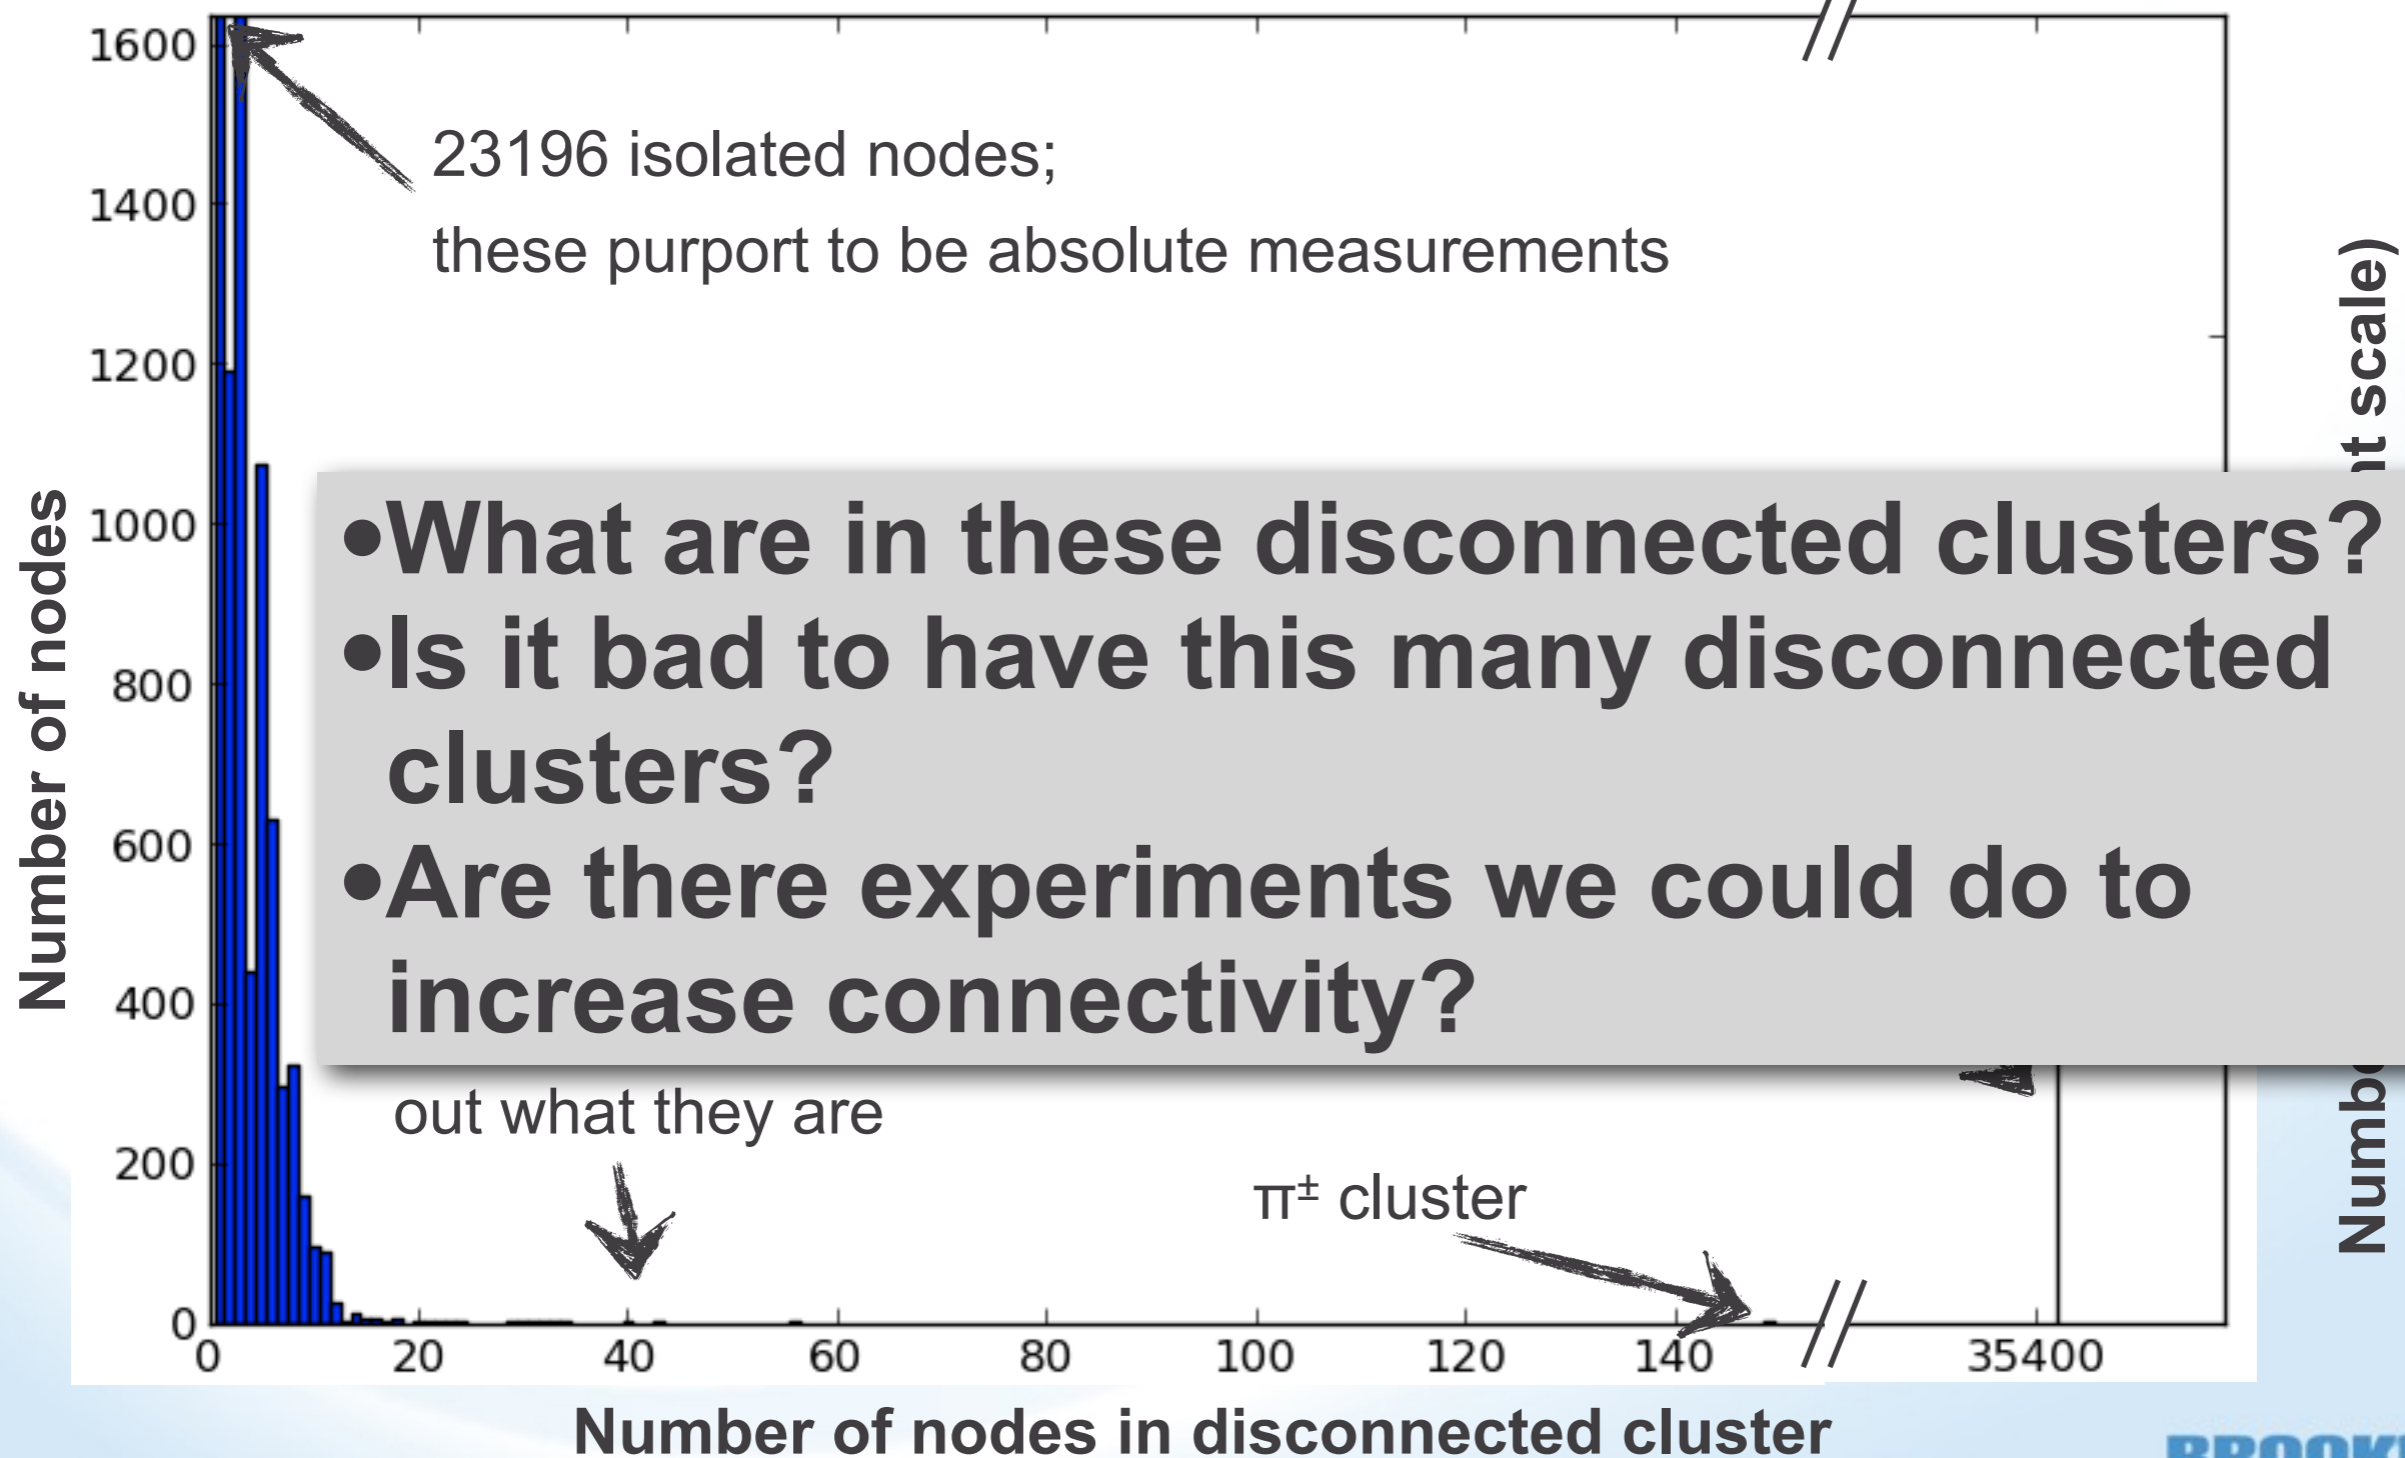 1600
1400
1200
1000
800
600
400
200
0
Number of nodes
23196 isolated nodes;
these purport to be absolute measurements
•What are in these disconnected clusters?
•Is it bad to have this many disconnected
clusters?
•Are there experiments we could do to
increase connectivity?
out what they are
π± cluster
0 20 40 60 80 100 120 140 35400
Number of nodes in disconnected cluster
scale)